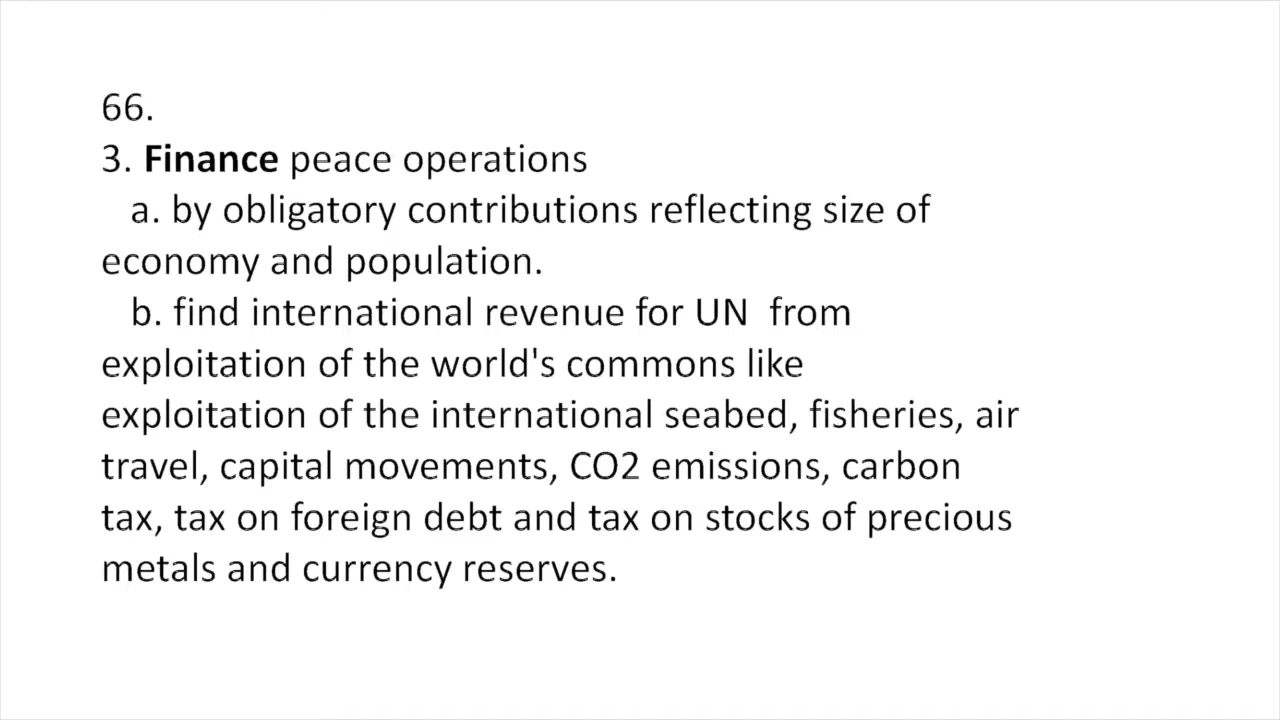 66.
3. Finance peace operations
a. by obligatory contributions reflecting size of
economy and population.
b. find international revenue for UN  from
exploitation of the world's commons like
exploitation of the international seabed, fisheries, air
travel, capital movements, CO2 emissions, carbon
tax, tax on foreign debt and tax on stocks of precious
metals and currency reserves.